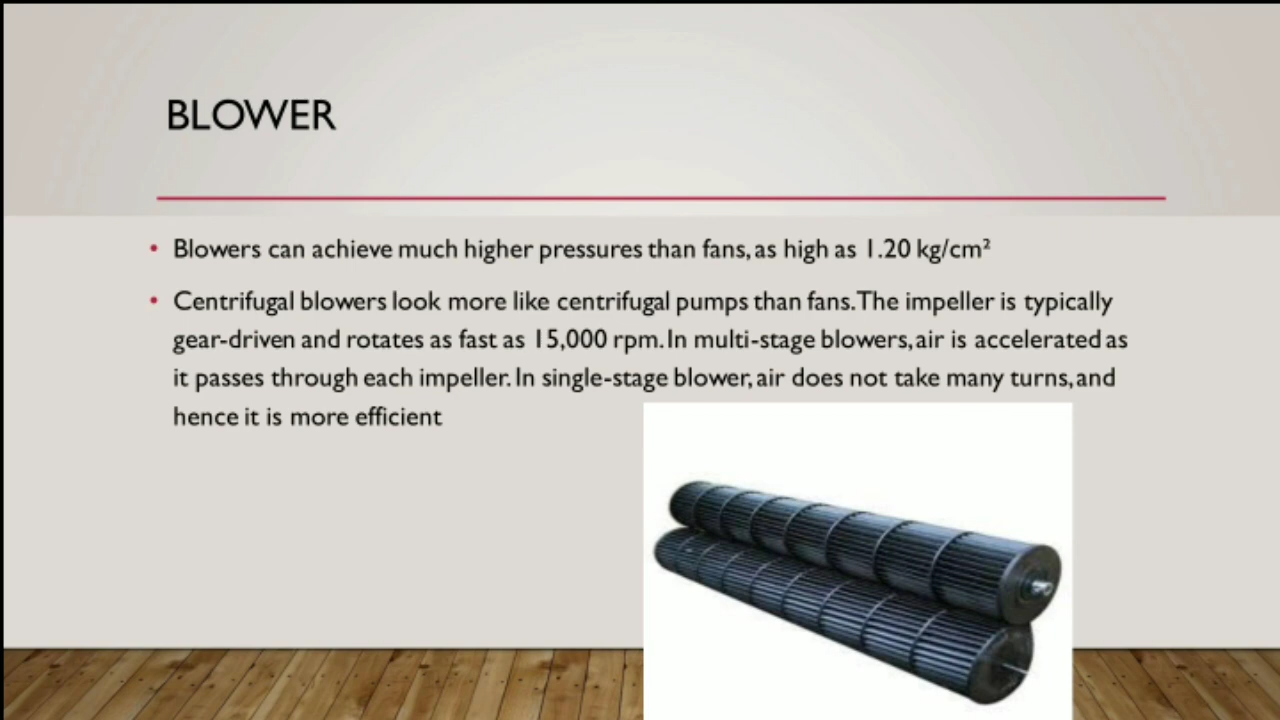 BLOWER
• Blowers can achieve much higher pressures than fans, as high as 1.20 kg/cm²
• Centrifugal blowers look more like centrifugal pumps than fans. The impeller is typically
gear-driven and rotates as fast as 15,000 rpm. In multi-stage blowers, air is accelerated as
it passes through each impeller. In single-stage blower, air does not take many turns, and
hence it is more efficient